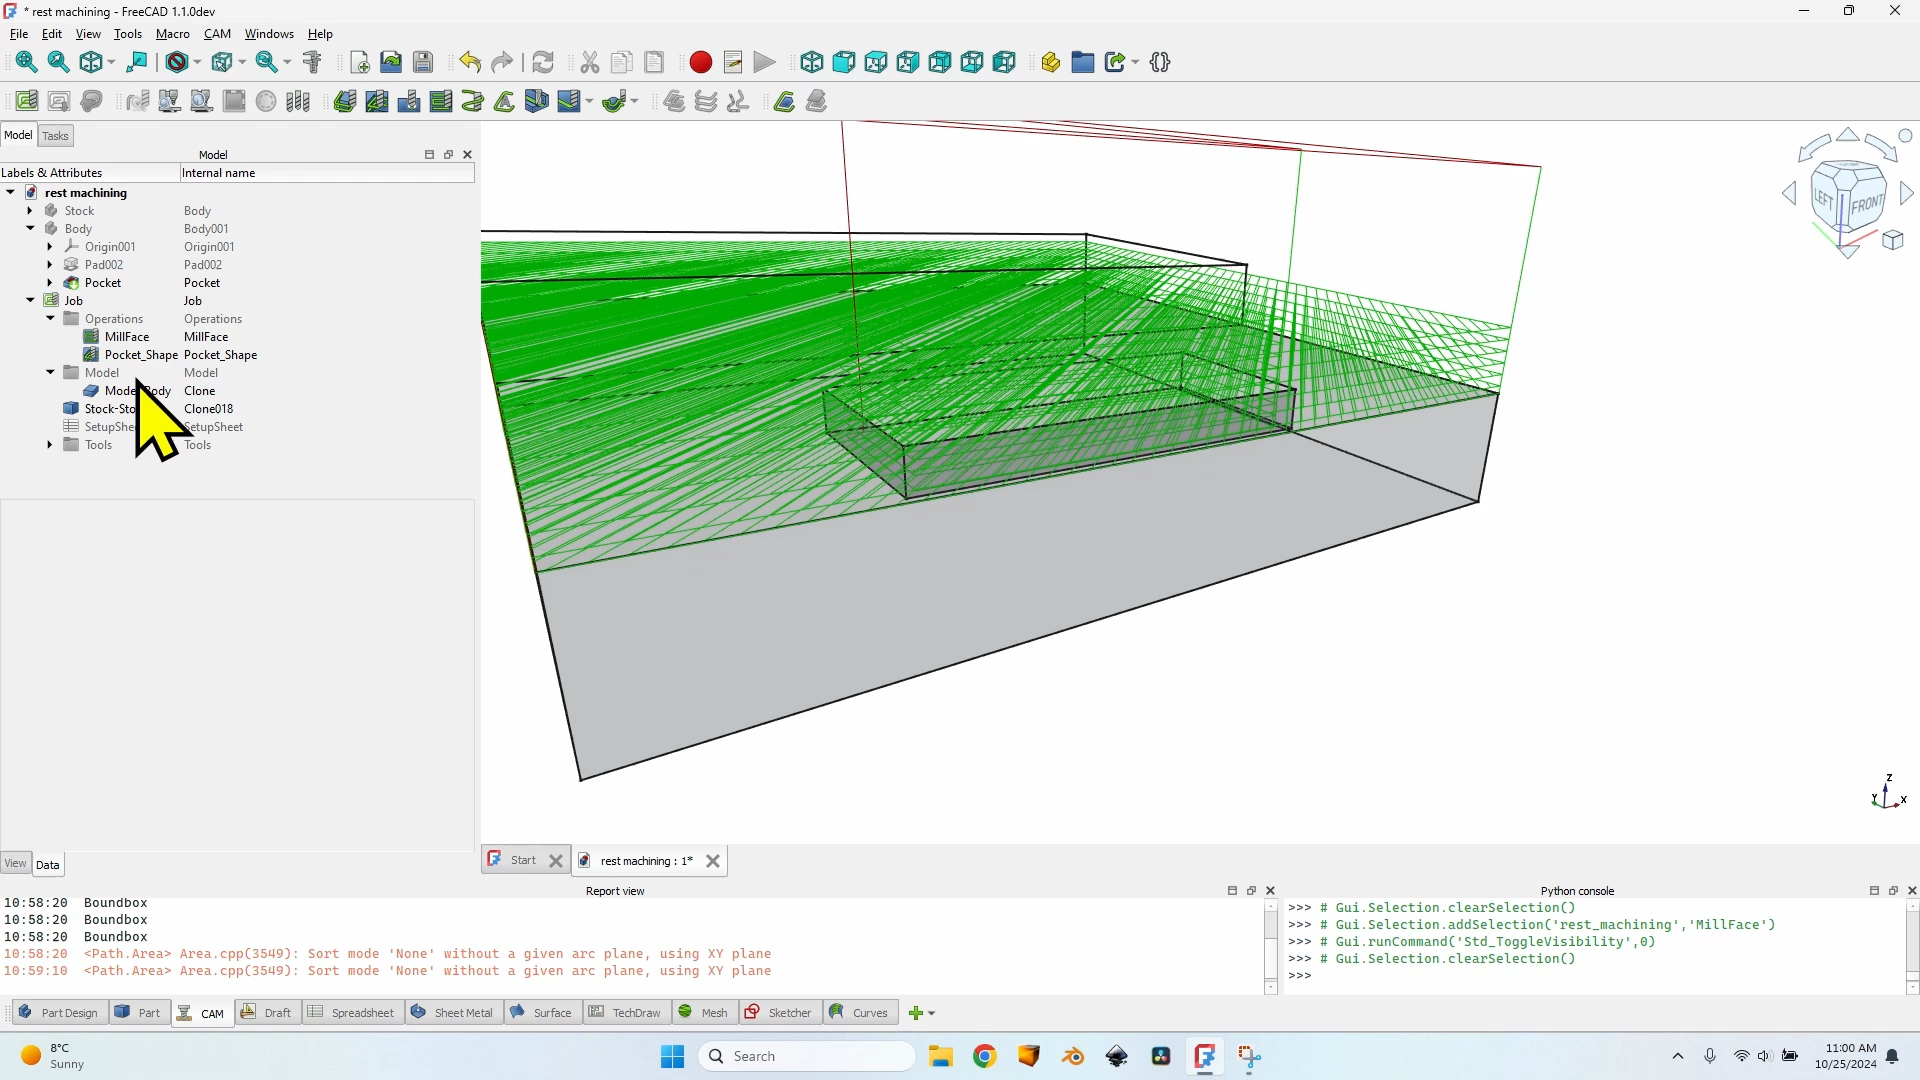 * rest machining - FreeCAD 1.1.0dev
File Edit View Tools Macro CAM Windows Help
Model Tasks
Model
Labels & Attributes Internal name
rest machining
Stock Body
Body Body001
Origin001 Origin001
Pad002 Pad002
Pocket Pocket
Job Job
Operations Operations
MillFace MillFace
Pocket_Shape Pocket_Shape
Model Model
Clone
Clone018
SetupSheet
Tools Tools
LEFT FRONT
Z
Y X
View Data
Start rest machining : 1*
Report view
10:58:20 Boundbox
10:58:20 Boundbox
10:58:20 Boundbox
10:58:20 <Path.Area> Area.cpp(3549): Sort mode 'None' without a given arc plane, using XY plane
10:59:10 <Path.Area> Area.cpp(3549): Sort mode 'None' without a given arc plane, using XY plane
Python console
>>> # Gui.Selection.clearSelection()
>>> # Gui.Selection.addSelection('rest_machining','MillFace')
>>> # Gui.runCommand('Std_ToggleVisibility',0)
>>> # Gui.Selection.clearSelection()
>>>
Part Design Part CAM Draft Spreadsheet Sheet Metal Surface TechDraw Mesh Sketcher Curves
8°C
Sunny
Search
11:00 AM
10/25/2024